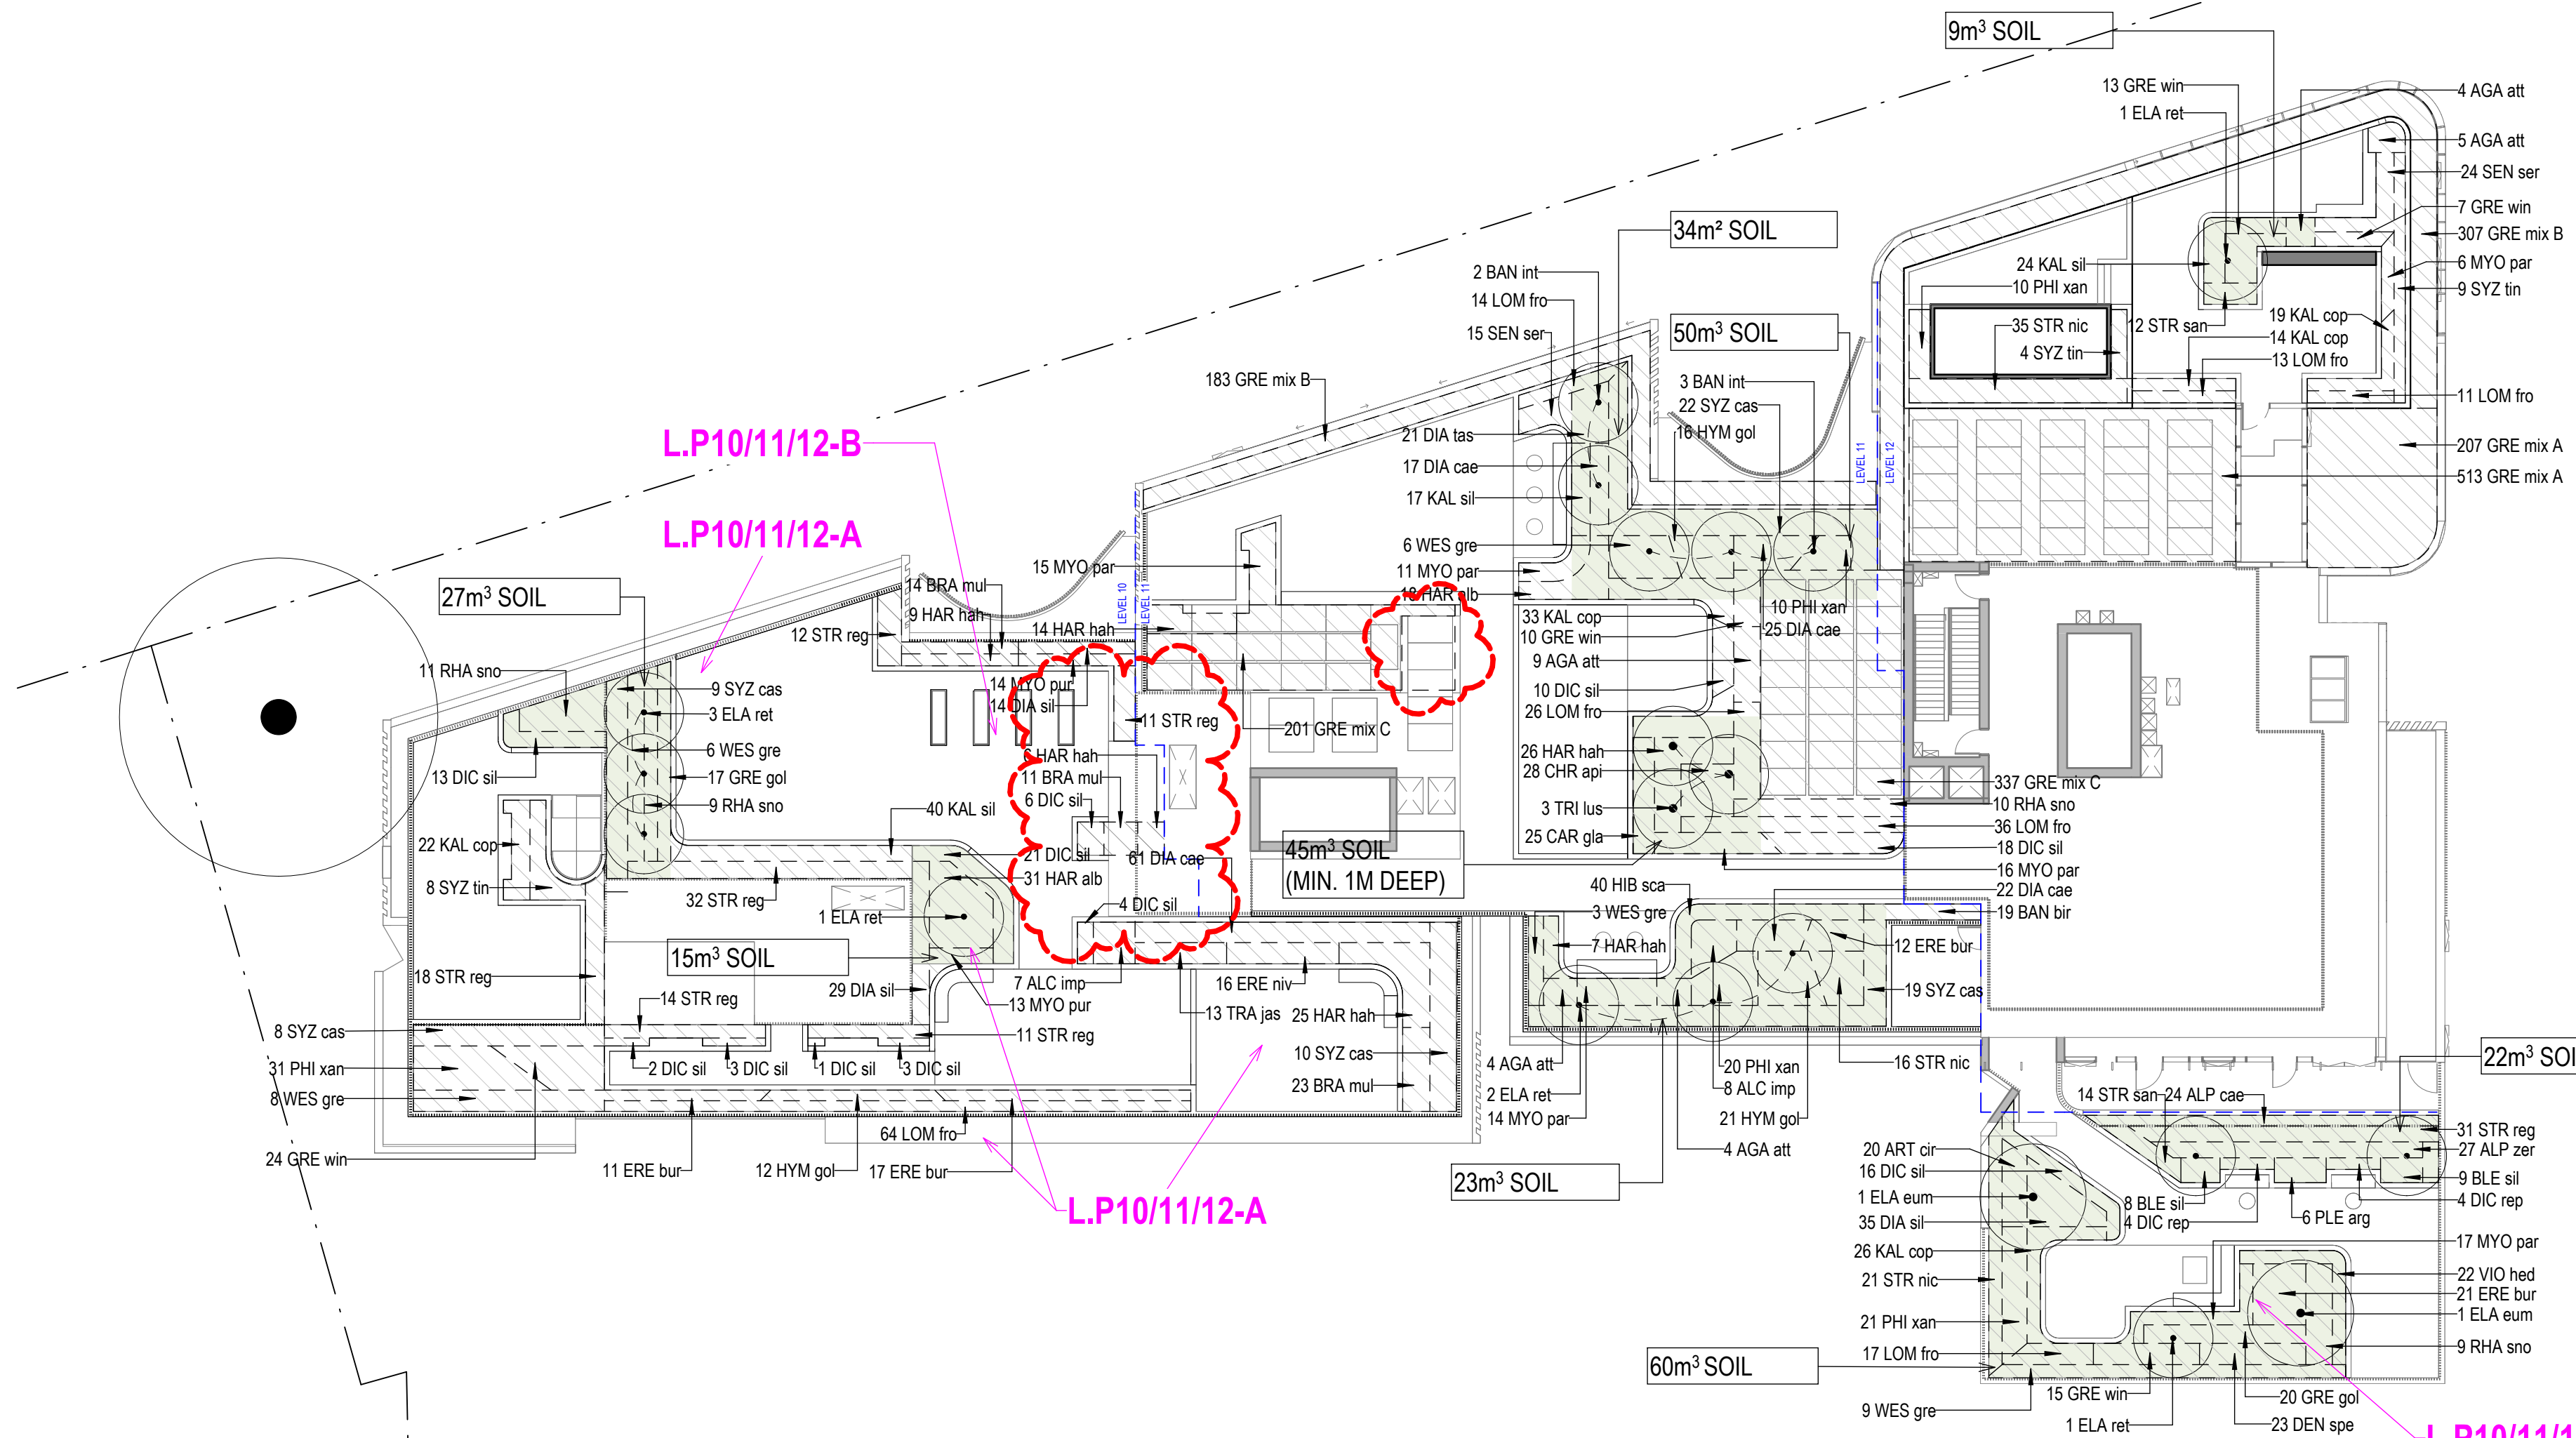 9m³ SOIL
13 GRE win
1 ELA ret
4 AGA att
5 AGA att
24 SEN ser
7 GRE win
307 GRE mix B
6 MYO par
9 SYZ tin
24 KAL sil
10 PHI xan
35 STR nic
12 STR san
4 SYZ tin
19 KAL cop
14 KAL cop
13 LOM fro
11 LOM fro
207 GRE mix A
513 GRE mix A
34m² SOIL
2 BAN int
14 LOM fro
15 SEN ser
50m³ SOIL
3 BAN int
22 SYZ cas
16 HYM gol
183 GRE mix B
21 DIA tas
17 DIA cae
17 KAL sil
LEVEL 11
LEVEL 12
6 WES gre
11 MYO par
18 HAR alb
10 PHI xan
25 DIA cae
33 KAL cop
10 GRE win
9 AGA att
10 DIC sil
26 LOM fro
26 HAR hah
28 CHR api
3 TRI lus
25 CAR gla
337 GRE mix C
10 RHA sno
36 LOM fro
18 DIC sil
16 MYO par
L.P10/11/12-B
L.P10/11/12-A
27m³ SOIL
14 BRA mul
9 HAR hah
12 STR reg
15 MYO par
LEVEL 10
LEVEL 11
14 HAR hah
11 RHA sno
9 SYZ cas
3 ELA ret
6 WES gre
17 GRE gol
9 RHA sno
13 DIC sil
14 MYO pur
14 DIA sil
11 STR reg
201 GRE mix C
6 HAR hah
11 BRA mul
6 DIC sil
40 KAL sil
22 KAL cop
8 SYZ tin
32 STR reg
21 DIC sil
31 HAR alb
61 DIA cae
1 ELA ret
4 DIC sil
45m³ SOIL
(MIN. 1M DEEP)
15m³ SOIL
18 STR reg
14 STR reg
29 DIA sil
7 ALC imp
13 MYO pur
11 STR reg
16 ERE niv
13 TRA jas
25 HAR hah
10 SYZ cas
23 BRA mul
8 SYZ cas
31 PHI xan
8 WES gre
2 DIC sil
3 DIC sil
1 DIC sil
3 DIC sil
24 GRE win
11 ERE bur
12 HYM gol
17 ERE bur
64 LOM fro
L.P10/11/12-A
40 HIB sca
3 WES gre
7 HAR hah
22 DIA cae
19 BAN bir
12 ERE bur
19 SYZ cas
4 AGA att
2 ELA ret
14 MYO par
20 PHI xan
8 ALC imp
21 HYM gol
16 STR nic
4 AGA att
23m³ SOIL
22m³ SOI
14 STR san
24 ALP cae
31 STR reg
27 ALP zer
9 BLE sil
4 DIC rep
8 BLE sil
4 DIC rep
6 PLE arg
20 ART cir
16 DIC sil
1 ELA eum
35 DIA sil
26 KAL cop
21 STR nic
21 PHI xan
17 LOM fro
60m³ SOIL
9 WES gre
17 MYO par
22 VIO hed
21 ERE bur
1 ELA eum
9 RHA sno
15 GRE win
1 ELA ret
20 GRE gol
23 DEN spe